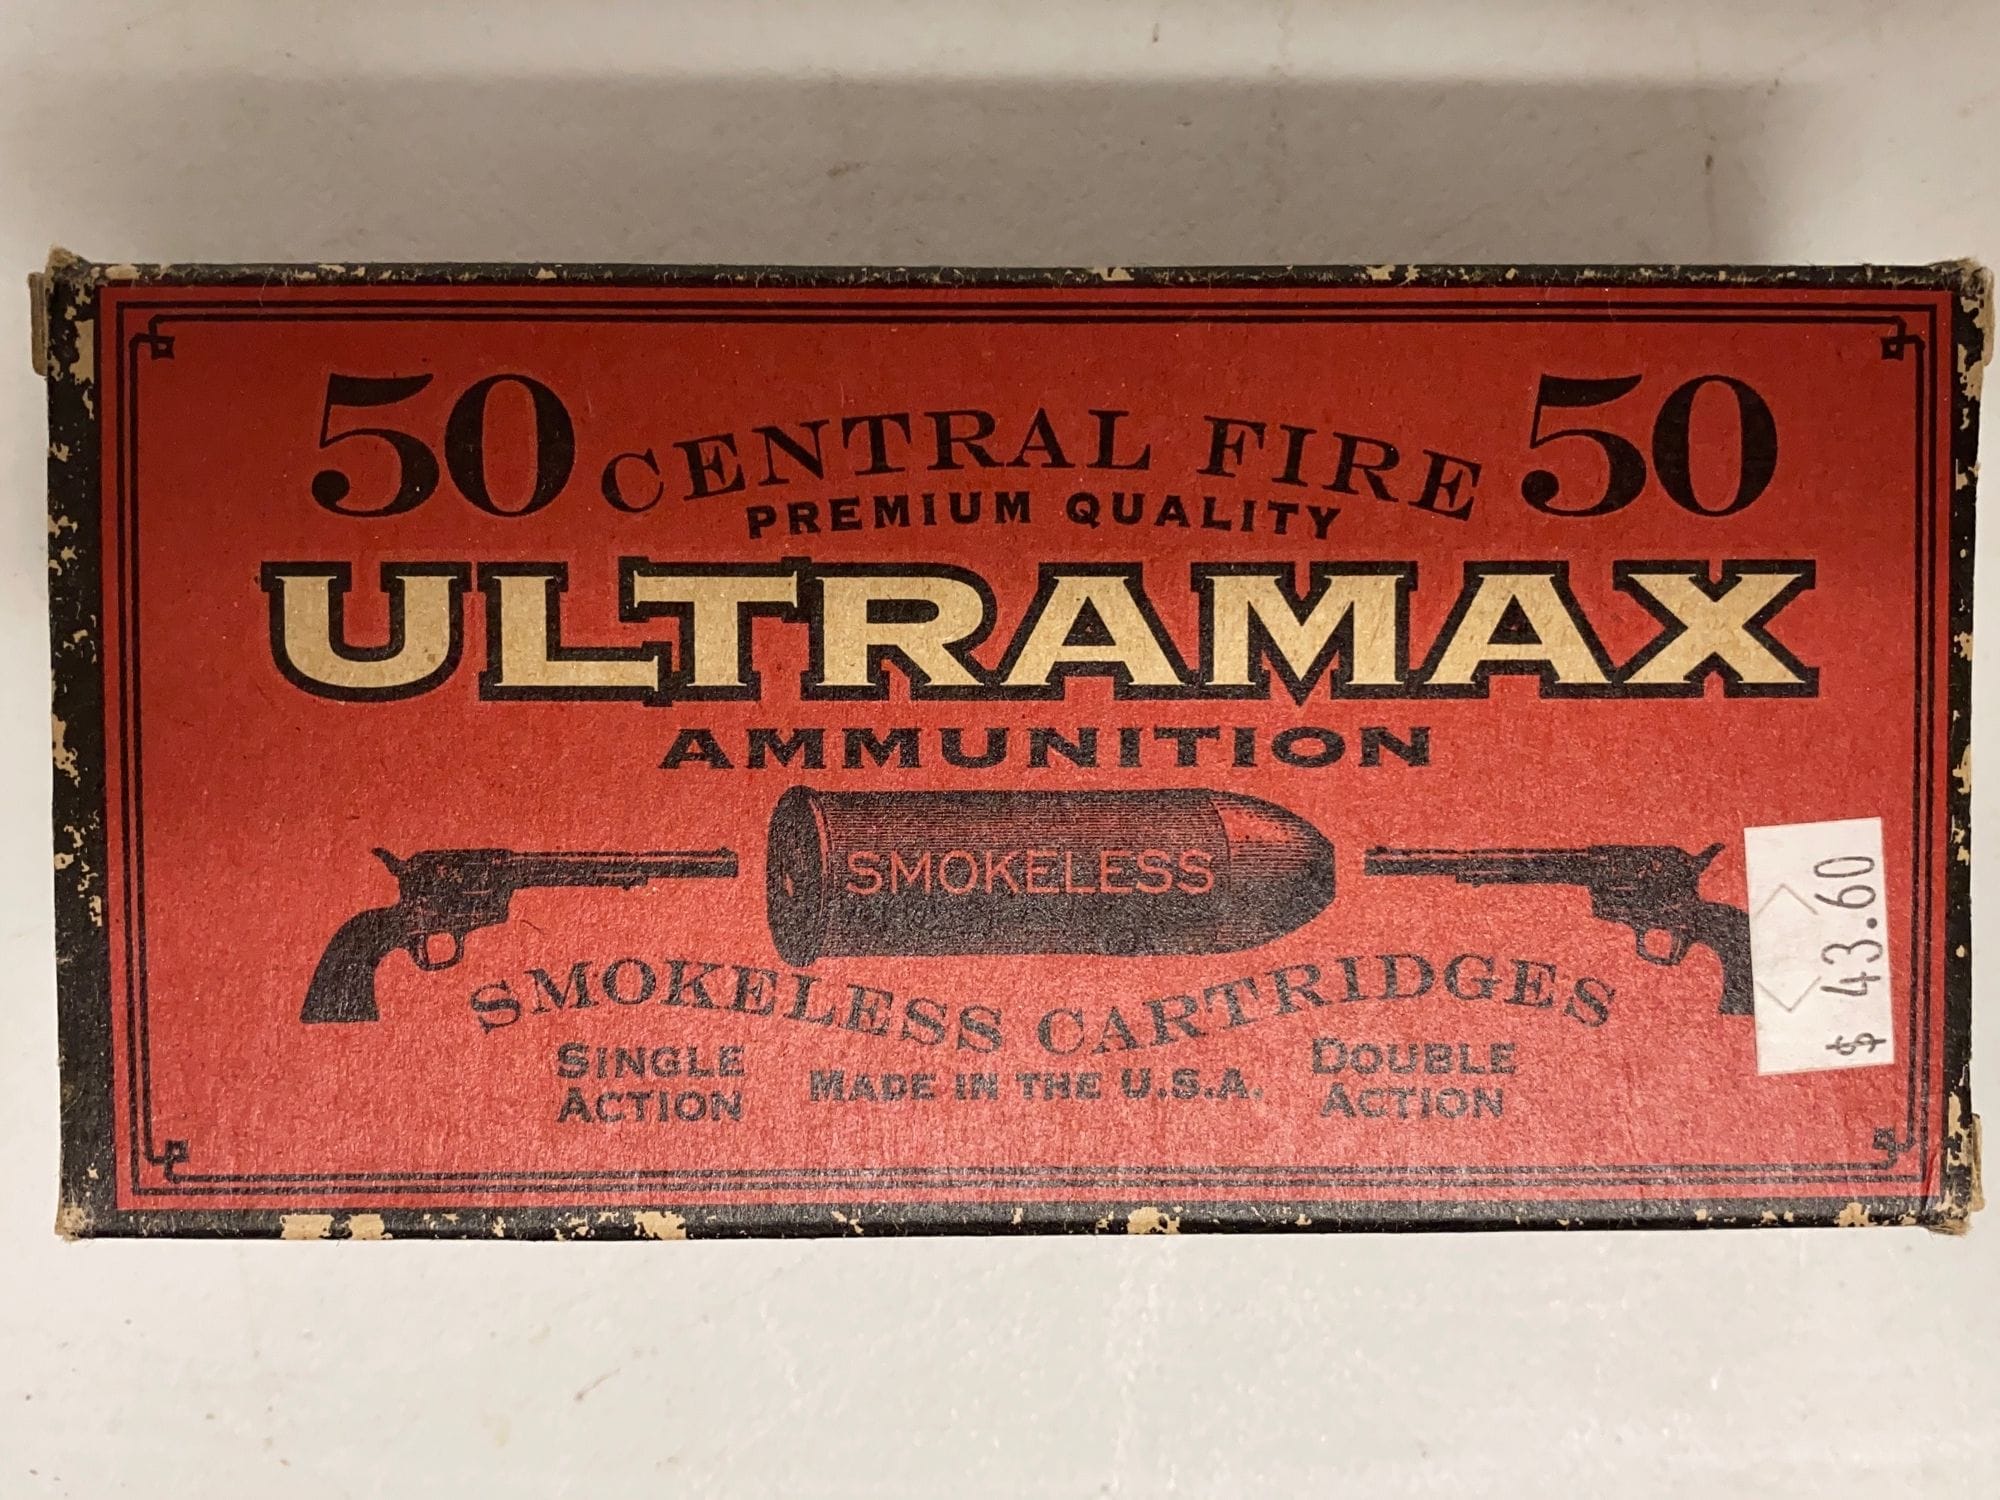 50 CENTRAL FIRE 50
PREMIUM QUALITY
ULTRAMAX
AMMUNITION
SMOKELESS
SMOKELESS CARTRIDGES
SINGLE ACTION
MADE IN THE U.S.A.
DOUBLE ACTION
$ 43.60